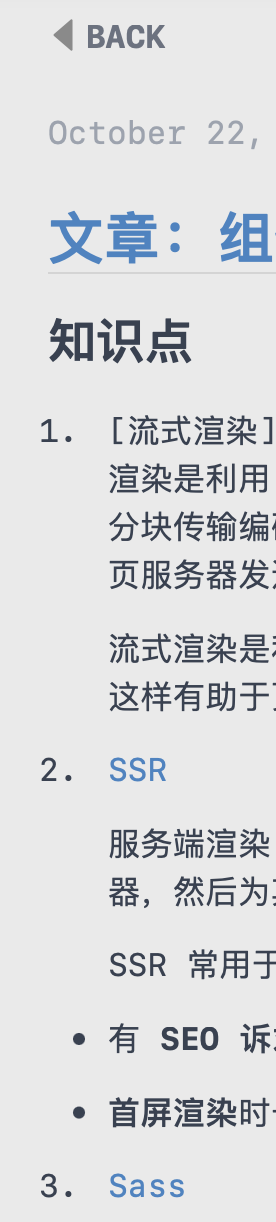 BACK
October 22,
文章：组
知识点
1. [流式渲染]
渲染是利用
分块传输编
页服务器发
流式渲染是
这样有助于
2. SSR
服务端渲染
器，然后为
SSR 常用于
• 有 SEO 诉
• 首屏渲染时
3. Sass